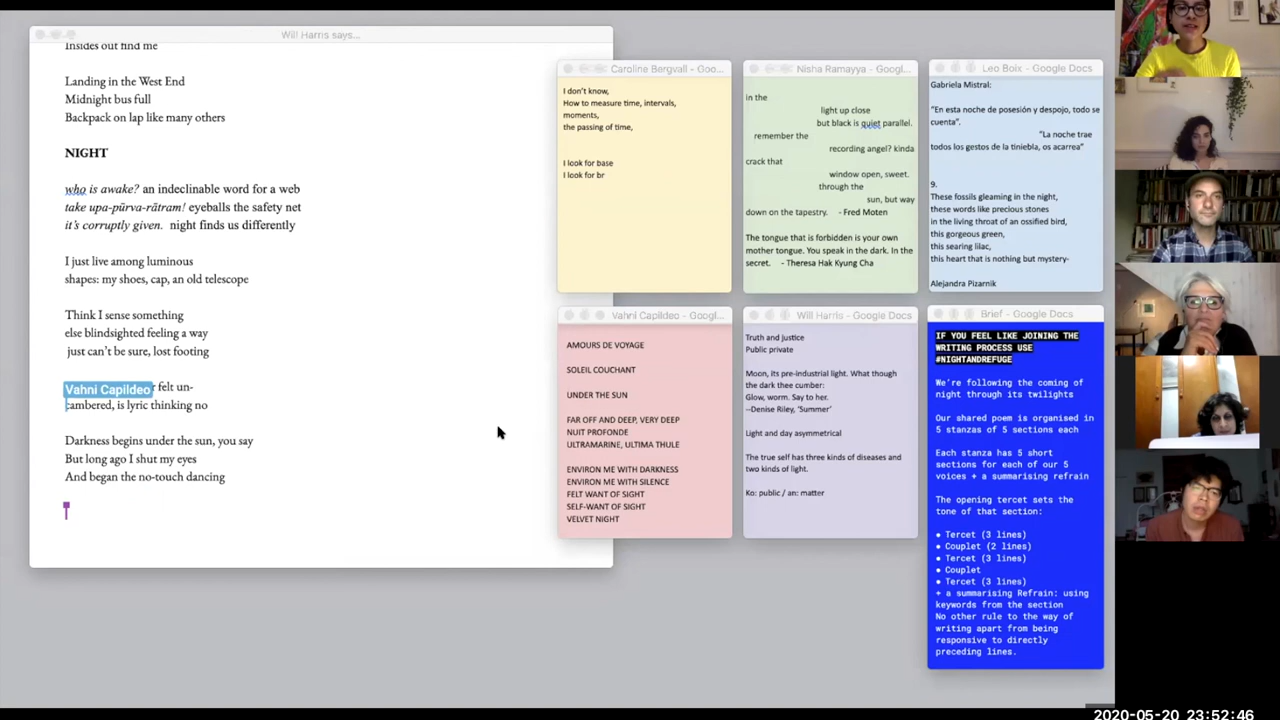 Will Harris says...
Insides out find me
Landing in the West End
Midnight bus full
Backpack on lap like many others
NIGHT
who is awake? an indeclinable word for a web
take upa-pūrva-rātram! eyeballs the safety net
it's corruptly given. night finds us differently
I just live among luminous
shapes: my shoes, cap, an old telescope
Think I sense something
else blindsighted feeling a way
just can't be sure, lost footing
Vahni Capildeo
felt un-
cambered, is lyric thinking no
Darkness begins under the sun, you say
But long ago I shut my eyes
And began the no-touch dancing
Caroline Bergvall - Goo...
I don't know,
How to measure time, intervals,
moments,
the passing of time,
I look for base
I look for br
Nisha Ramayya - Googl...
in the
light up close
but black is quiet parallel.
remember the
recording angel? kinda
crack that
window open, sweet.
through the
sun, but way
down on the tapestry. - Fred Moten
The tongue that is forbidden is your own
mother tongue. You speak in the dark. In the
secret. - Theresa Hak Kyung Cha
Leo Boix - Google Docs
Gabriela Mistral:
“En esta noche de posesión y despojo, todo se
cuenta”.
“La noche trae
todos los gestos de la tiniebla, os acarrea”
9.
These fossils gleaming in the night,
these words like precious stones
in the living throat of an ossified bird,
this gorgeous green,
this searing lilac,
this heart that is nothing but mystery-
Alejandra Pizarnik
Vahni Capildeo - Googl...
AMOURS DE VOYAGE
SOLEIL COUCHANT
UNDER THE SUN
FAR OFF AND DEEP, VERY DEEP
NUIT PROFONDE
ULTRAMARINE, ULTIMA THULE
ENVIRON ME WITH DARKNESS
ENVIRON ME WITH SILENCE
FELT WANT OF SIGHT
SELF-WANT OF SIGHT
VELVET NIGHT
Will Harris - Google Docs
Truth and justice
Public private
Moon, its pre-industrial light. What though
the dark thee cumber:
Glow, worm. Say to her.
--Denise Riley, 'Summer'
Light and day asymmetrical
The true self has three kinds of diseases and
two kinds of light.
Ko: public / an: matter
Brief - Google Docs
IF YOU FEEL LIKE JOINING THE
WRITING PROCESS USE
#NIGHTANDREFUGE
We're following the coming of
night through its twilights
Our shared poem is organised in
5 stanzas of 5 sections each
Each stanza has 5 short
sections for each of our 5
voices + a summarising refrain
The opening tercet sets the
tone of that section:
● Tercet (3 lines)
● Couplet (2 lines)
● Tercet (3 lines)
● Couplet
● Tercet (3 lines)
+ a summarising Refrain: using
keywords from the section
No other rule to the way of
writing apart from being
responsive to directly
preceding lines.
2020-05-20 23:52:46